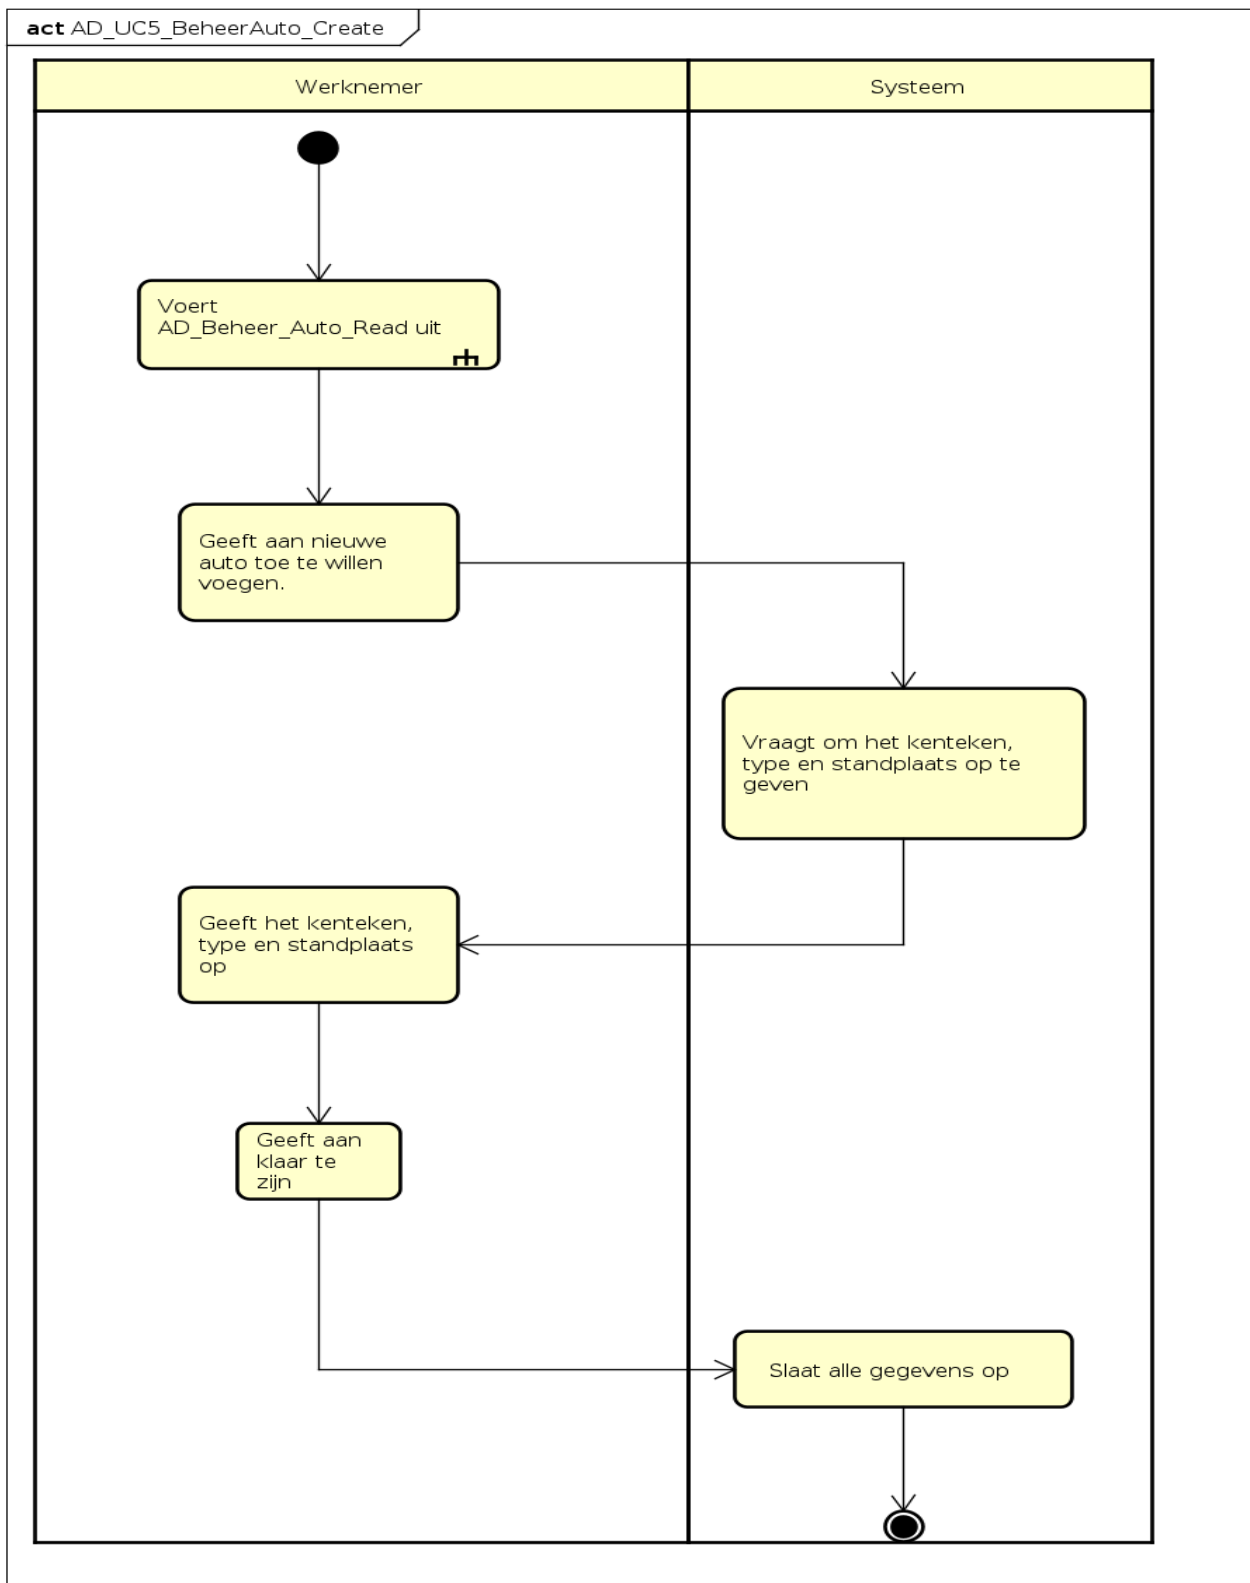 act AD_UC5_BeheerAuto_Create
Werknemer
Systeem
Voert
AD_Beheer_Auto_Read uit
Geeft aan nieuwe
auto toe te willen
voegen.
Vraagt om het kenteken,
type en standplaats op te
geven
Geeft het kenteken,
type en standplaats
op
Geeft aan
klaar te
zijn
Slaat alle gegevens op